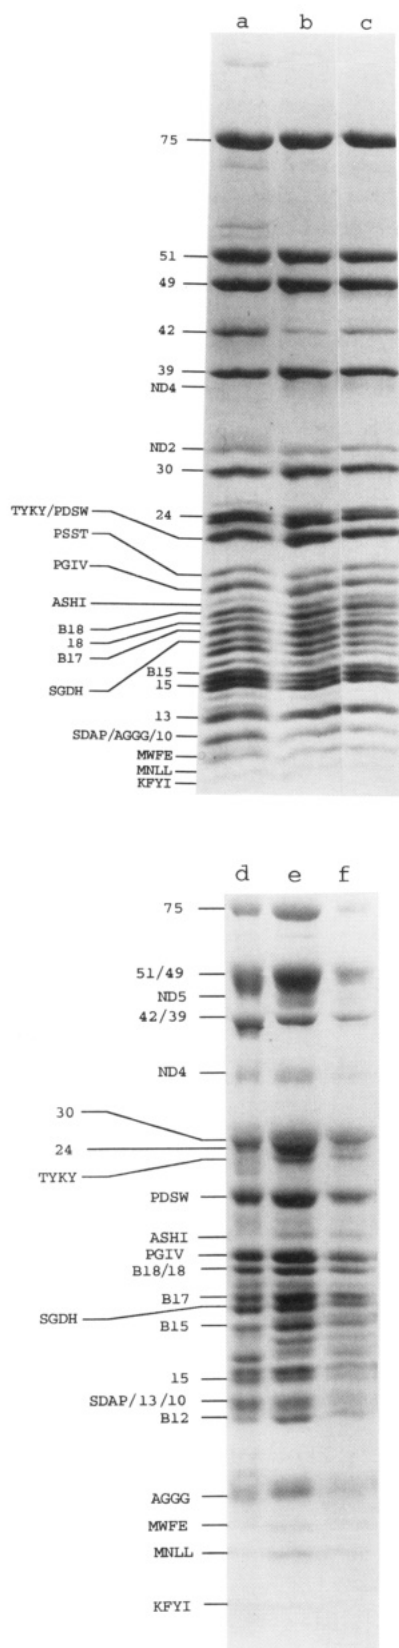 a b c
75
51
49
42
39
ND4
ND2
30
24
TYKY/PDSW
PSST
PGIV
ASHI
B18
18
B17
B15
15
SGDH
13
SDAP/AGGG/10
MWFE
MNLL
KFYI
d e f
75
51/49
ND5
42/39
ND4
30
24
TYKY
PDSW
ASHI
PGIV
B18/18
B17
SGDH
B15
15
SDAP/13/10
B12
AGGG
MWFE
MNLL
KFYI